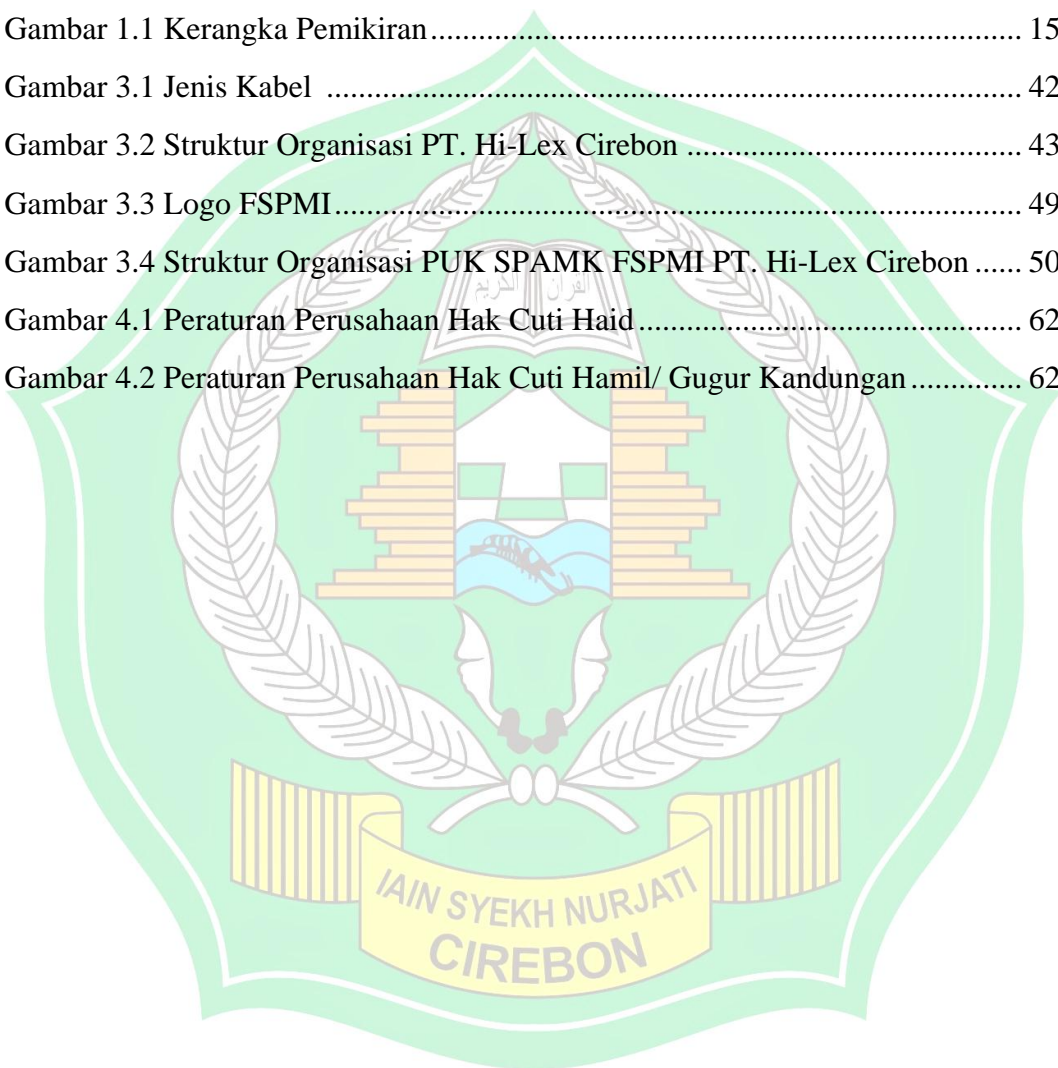 Gambar 1.1 Kerangka Pemikiran.......................................................................... 15
Gambar 3.1 Jenis Kabel ....................................................................................... 42
Gambar 3.2 Struktur Organisasi PT. Hi-Lex Cirebon .......................................... 43
Gambar 3.3 Logo FSPMI...................................................................................... 49
Gambar 3.4 Struktur Organisasi PUK SPAMK FSPMI PT. Hi-Lex Cirebon ...... 50
Gambar 4.1 Peraturan Perusahaan Hak Cuti Haid................................................ 62
Gambar 4.2 Peraturan Perusahaan Hak Cuti Hamil/ Gugur Kandungan.............. 62
القرآن الكريم
IAIN SYEKH NURJATI
CIREBON